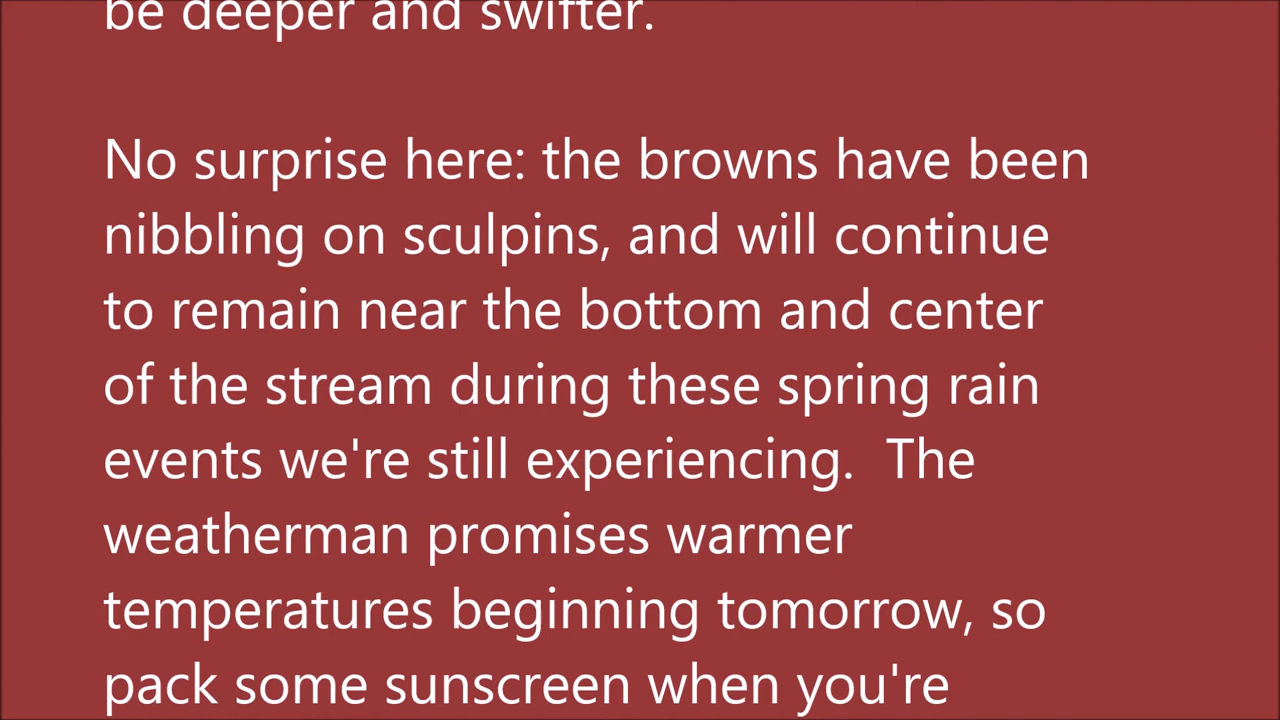 be deeper and swifter.
No surprise here: the browns have been
nibbling on sculpins, and will continue
to remain near the bottom and center
of the stream during these spring rain
events we're still experiencing.  The
weatherman promises warmer
temperatures beginning tomorrow, so
pack some sunscreen when you're